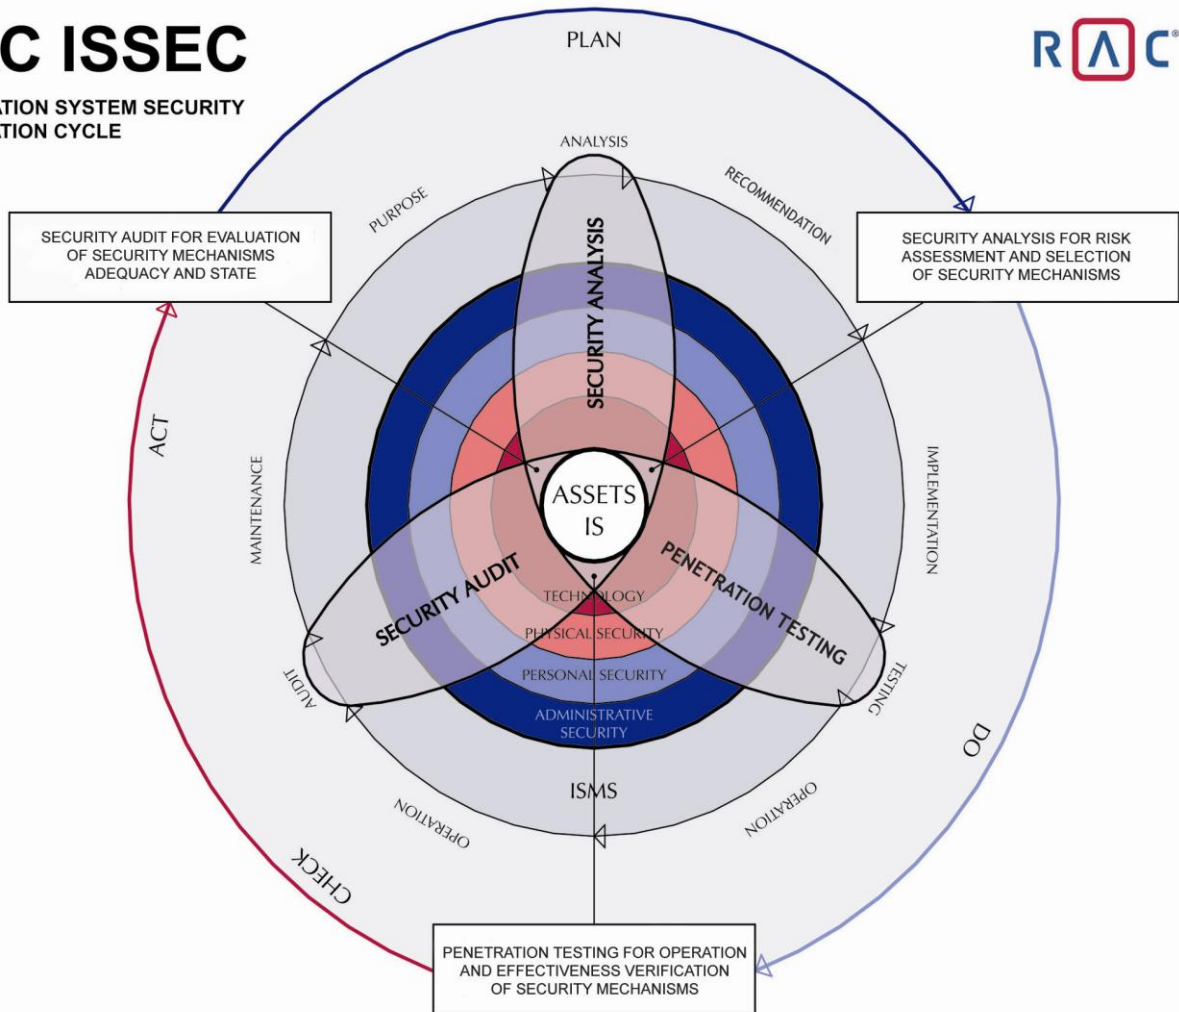 C ISSEC
ATION SYSTEM SECURITY
ATION CYCLE
RAC®
PLAN
ANALYSIS
PURPOSE
RECOMMENDATION
SECURITY AUDIT FOR EVALUATION
OF SECURITY MECHANISMS
ADEQUACY AND STATE
SECURITY ANALYSIS FOR RISK
ASSESSMENT AND SELECTION
OF SECURITY MECHANISMS
SECURITY ANALYSIS
ACT
MAINTENANCE
IMPLEMENTATION
ASSETS
IS
SECURITY AUDIT
PENETRATION TESTING
TECHNOLOGY
PHYSICAL SECURITY
PERSONAL SECURITY
ADMINISTRATIVE
SECURITY
AUDIT
TESTING
DO
ISMS
OPERATION
OPERATION
CHECK
PENETRATION TESTING FOR OPERATION
AND EFFECTIVENESS VERIFICATION
OF SECURITY MECHANISMS